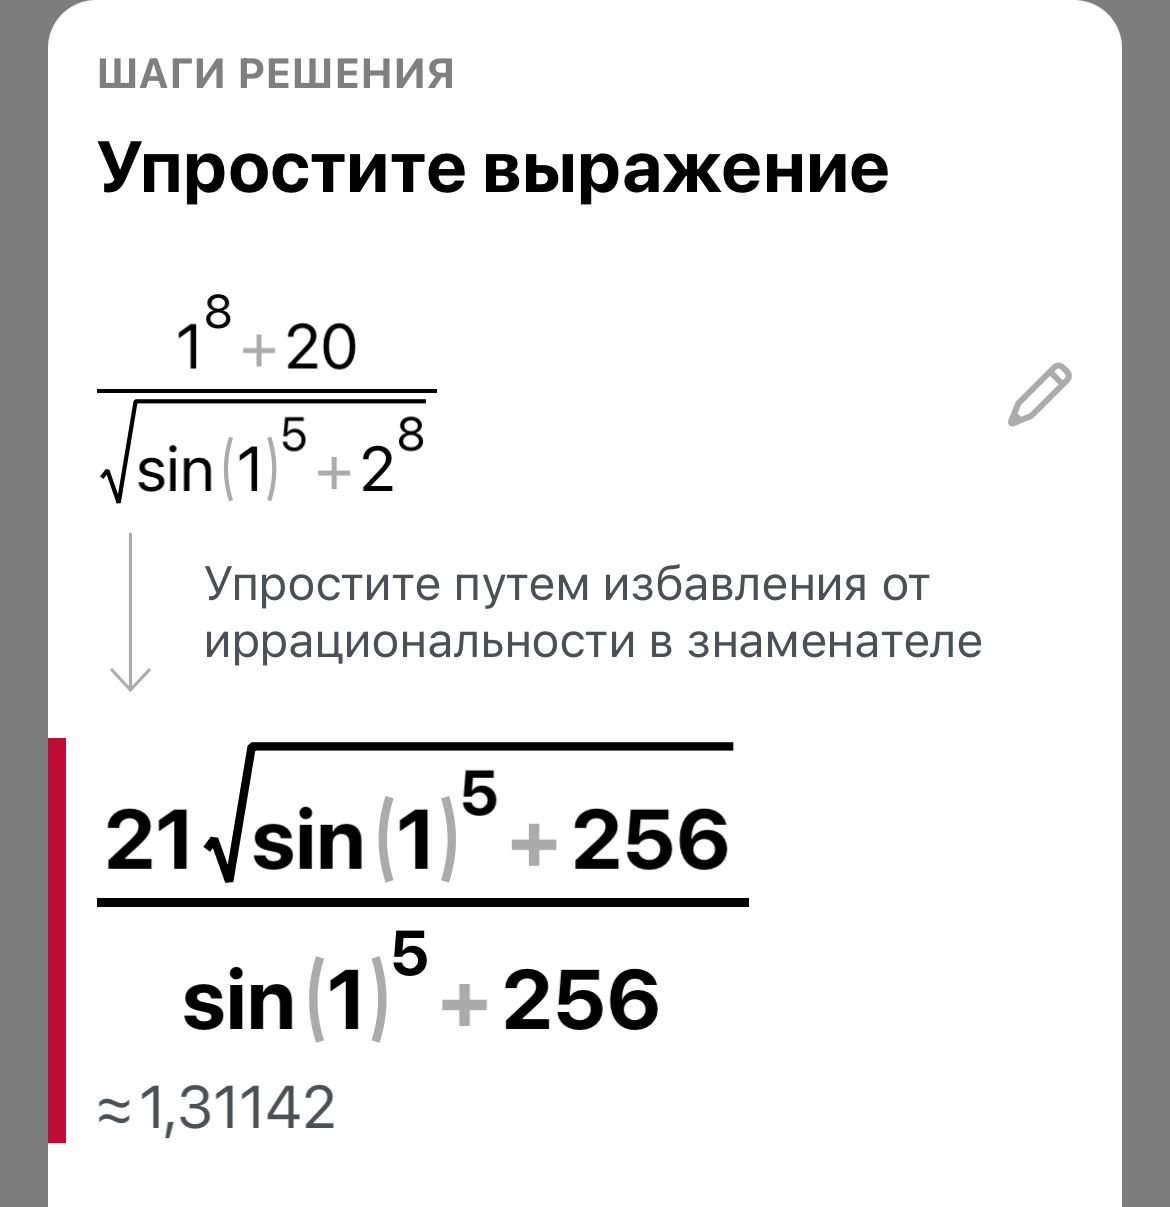 ШАГИ РЕШЕНИЯ
Упростите выражение
1^8 + 20
√sin(1)^5 + 2^8
Упростите путем избавления от
иррациональности в знаменателе
21√sin(1)^5 + 256
sin(1)^5 + 256
≈ 1,31142